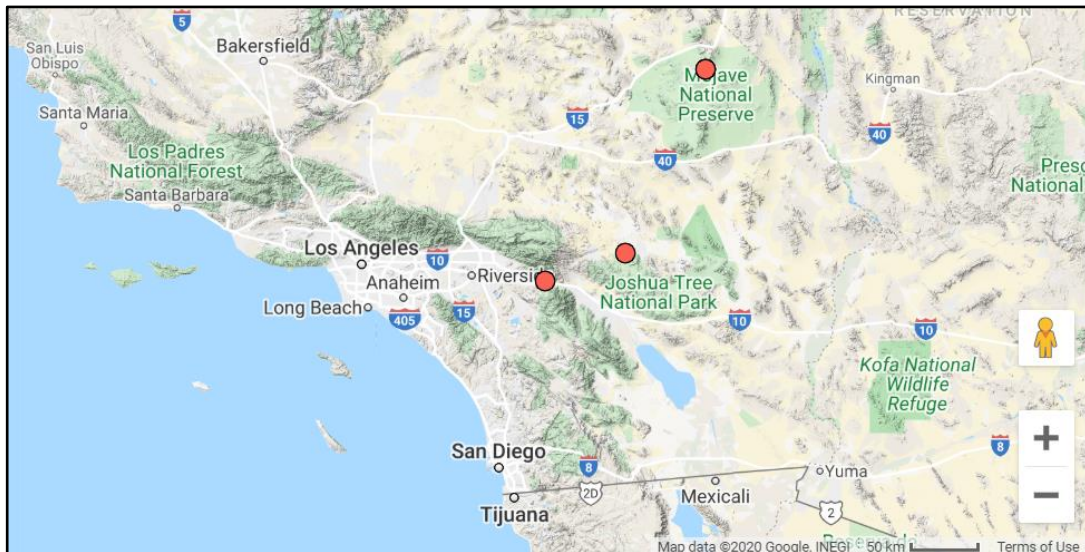 RESERVATION
5
San Luis
Obispo
Bakersfield
Mojave
National
Preserve
Kingman
15
Santa Maria
40
40
Los Padres
National Forest
Santa Barbara
Los Angeles
10
Riverside
Anaheim
Joshua Tree
National Park
Long Beach
405
15
10
10
Kofa National
Wildlife
Refuge
San Diego
8
8
+
Yuma
2D
Mexicali
−
Tijuana
2
Map data ©2020 Google, INEGI
50 km
Terms of Use